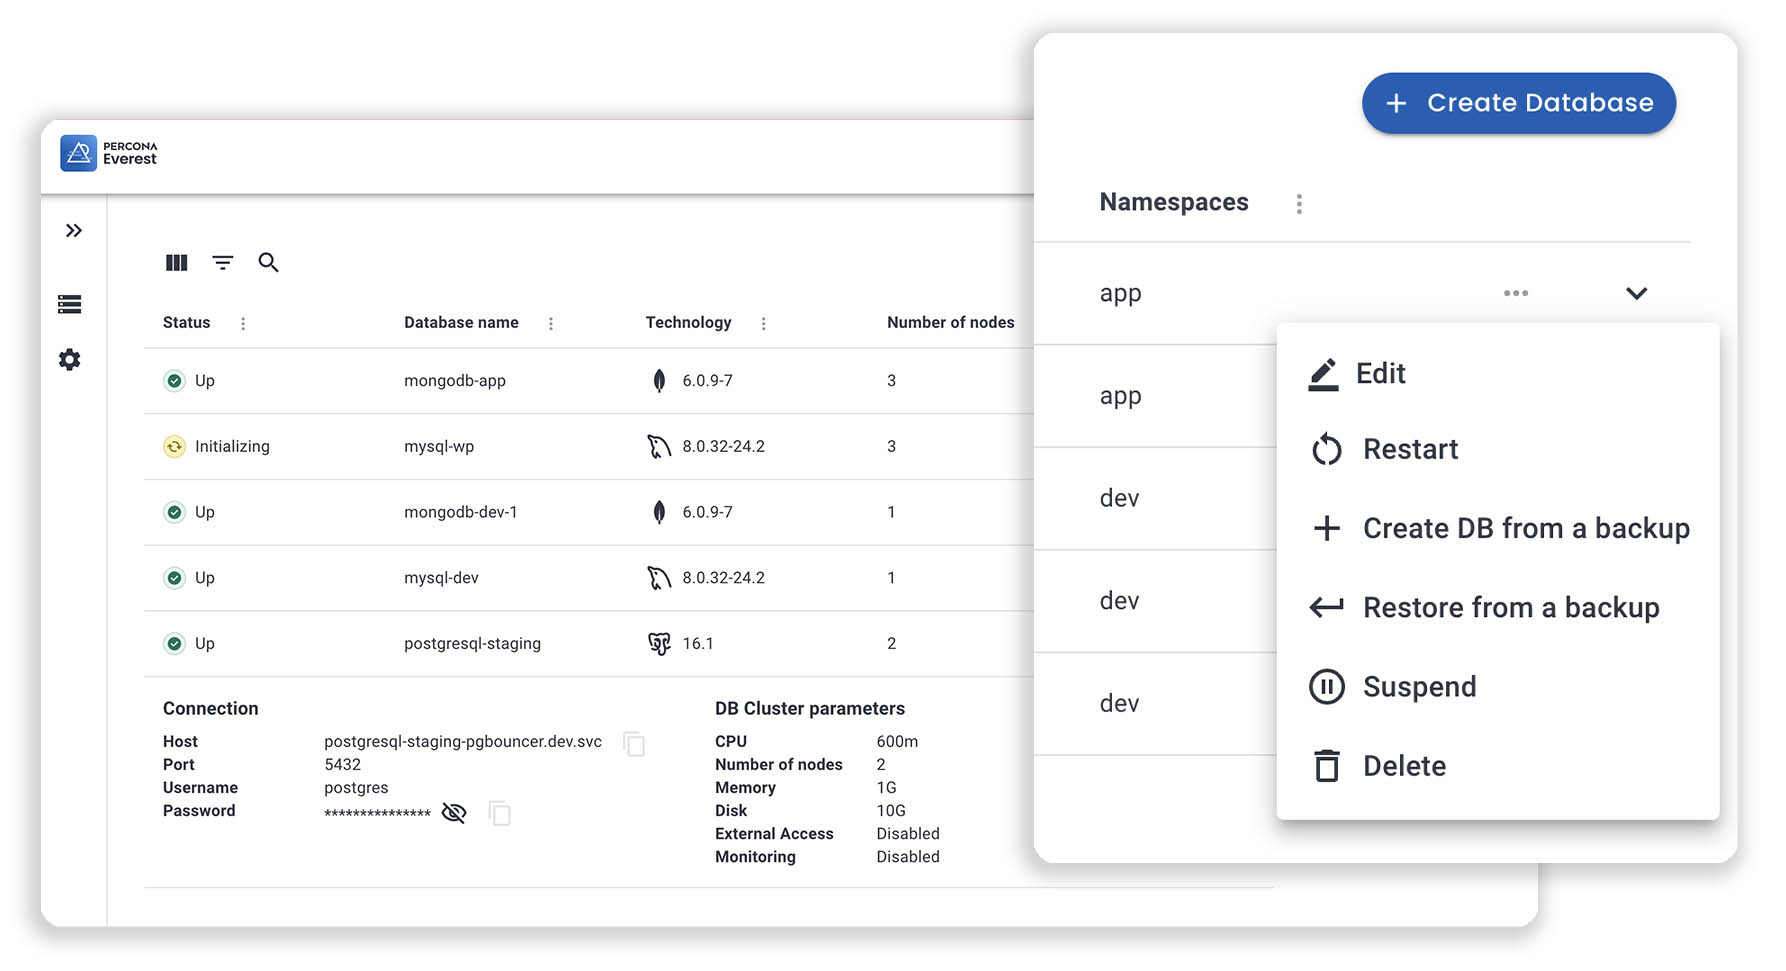 PERCONA
Everest
Status
Database name
Technology
Number of nodes
Up
mongodb-app
6.0.9-7
3
Initializing
mysql-wp
8.0.32-24.2
3
Up
mongodb-dev-1
6.0.9-7
1
Up
mysql-dev
8.0.32-24.2
1
Up
postgresql-staging
16.1
2
Connection
Host postgresql-staging-pgbouncer.dev.svc
Port 5432
Username postgres
Password ***************
DB Cluster parameters
CPU 600m
Number of nodes 2
Memory 1G
Disk 10G
External Access Disabled
Monitoring Disabled
+ Create Database
Namespaces
app
app
dev
dev
dev
Edit
Restart
Create DB from a backup
Restore from a backup
Suspend
Delete